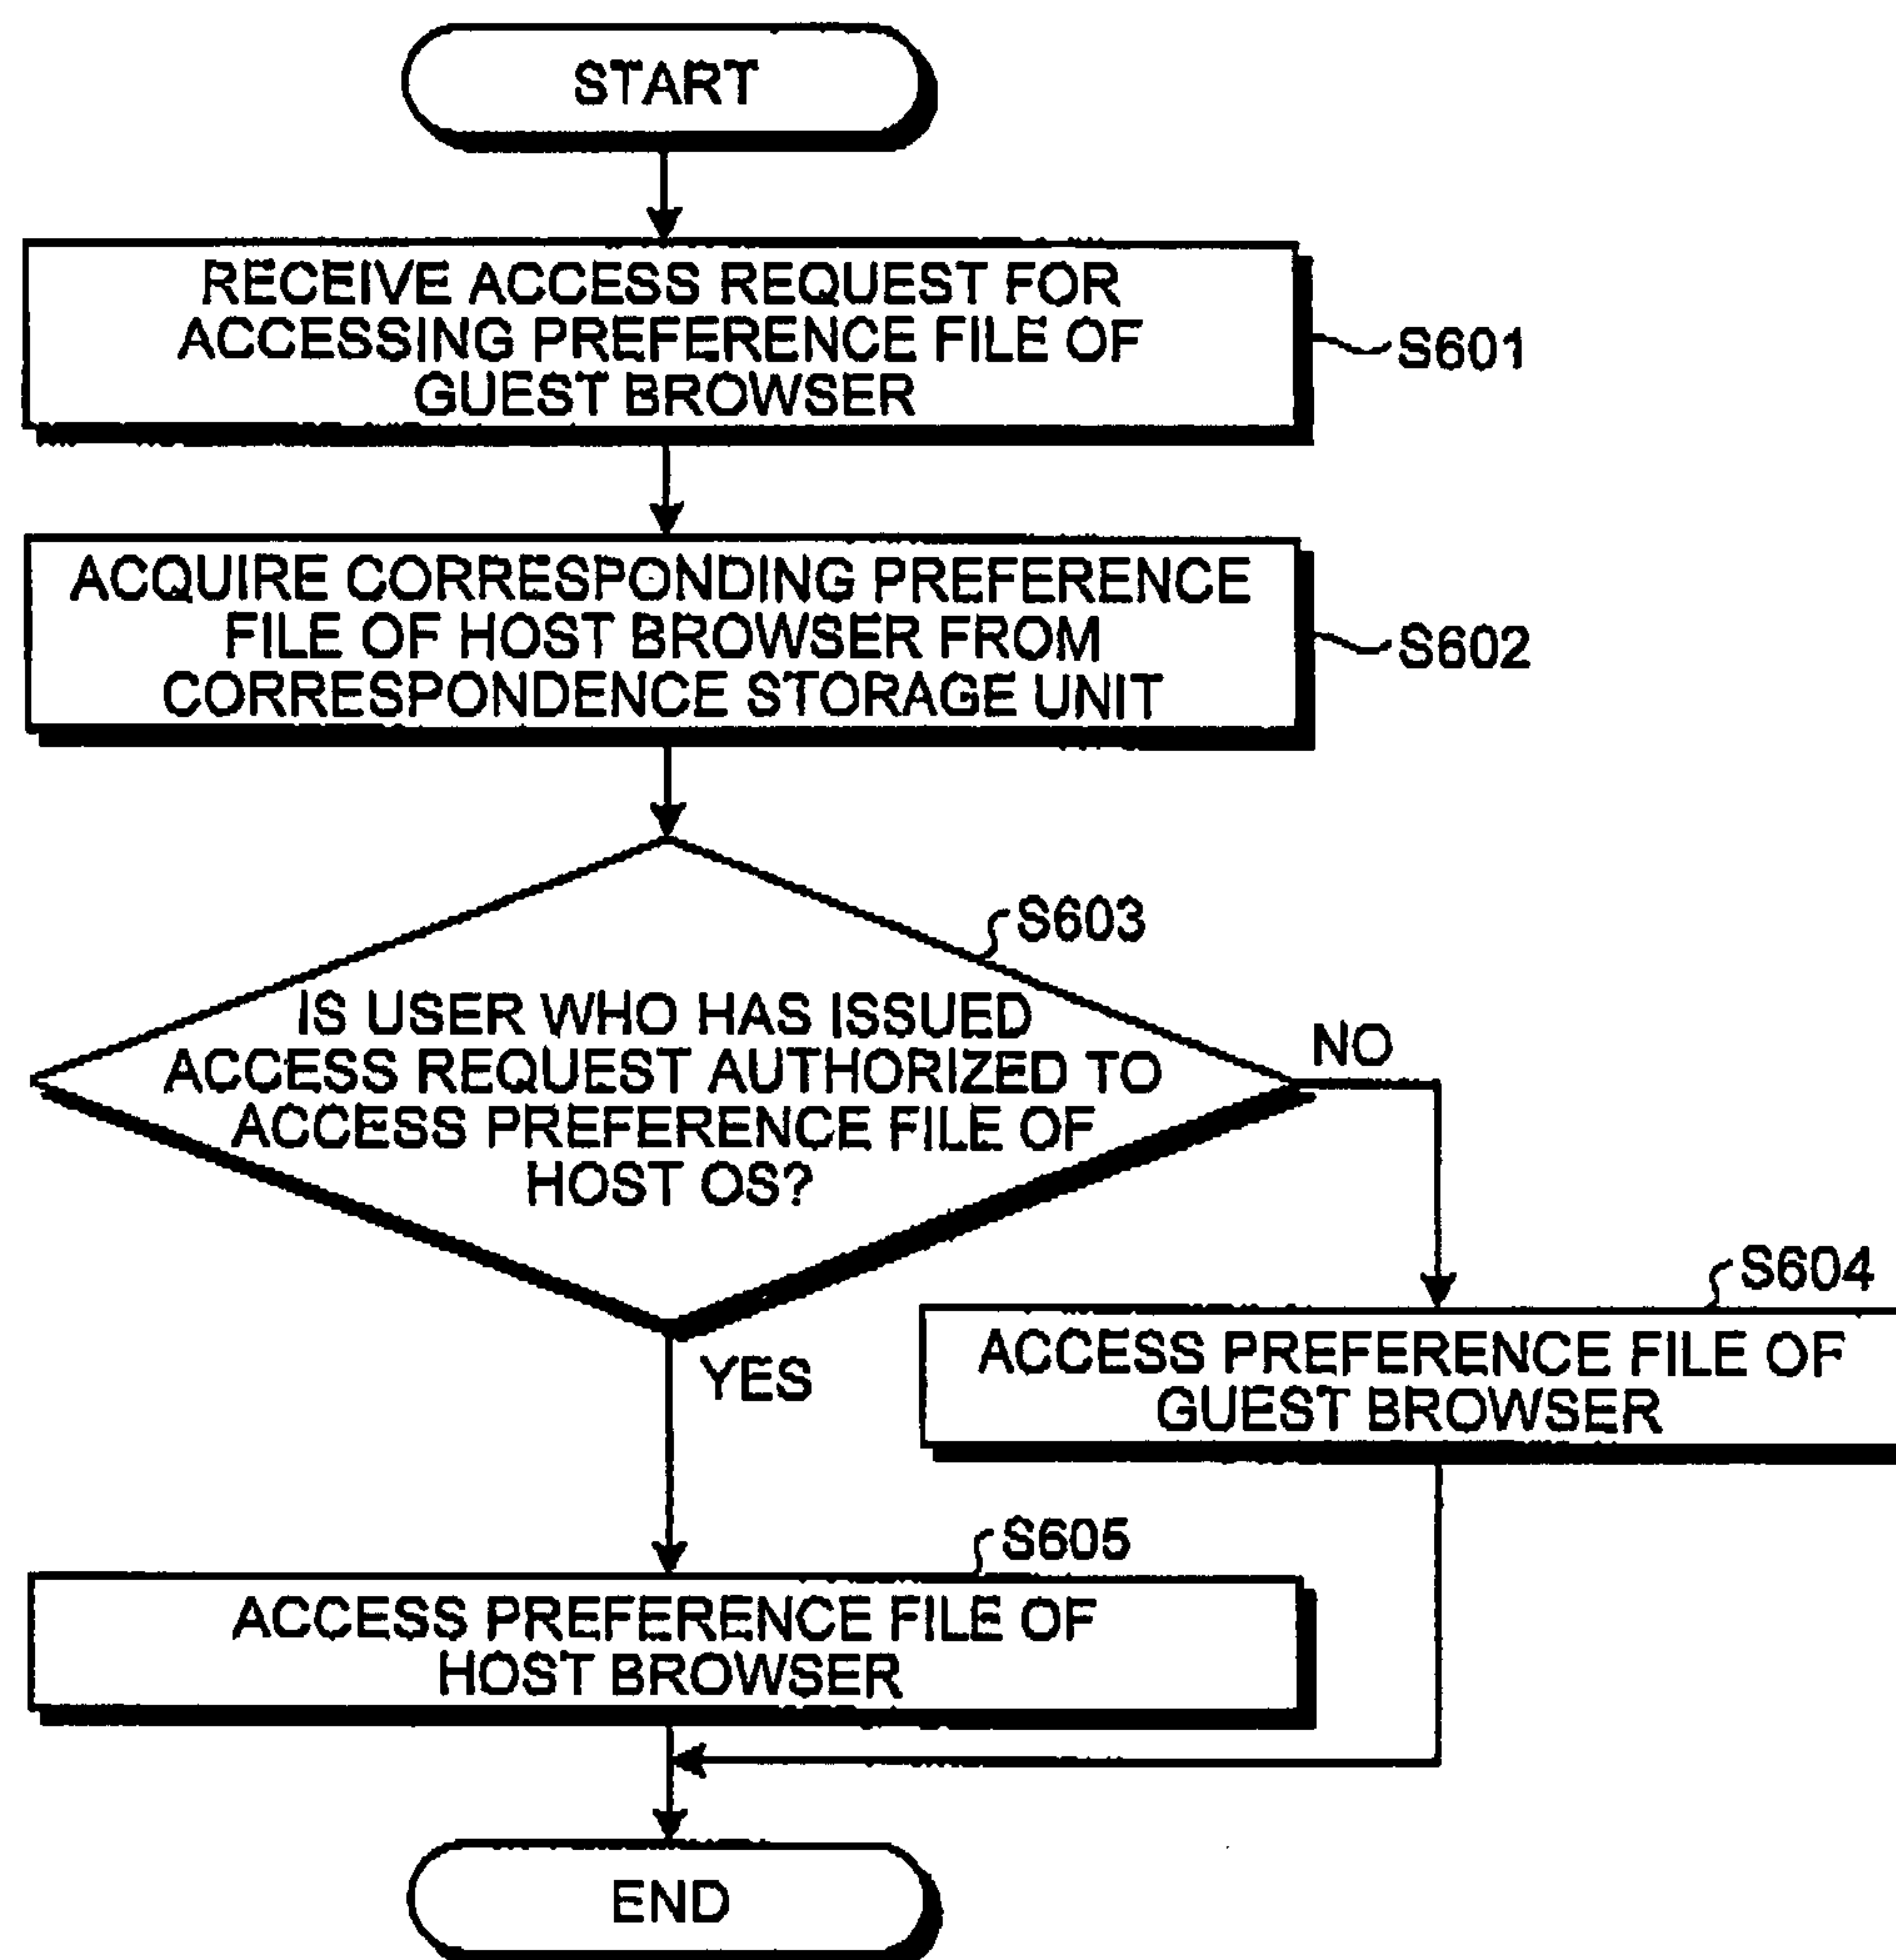 START
RECEIVE ACCESS REQUEST FOR
ACCESSING PREFERENCE FILE OF
GUEST BROWSER
S601
ACQUIRE CORRESPONDING PREFERENCE
FILE OF HOST BROWSER FROM
CORRESPONDENCE STORAGE UNIT
S602
S603
IS USER WHO HAS ISSUED
ACCESS REQUEST AUTHORIZED TO
ACCESS PREFERENCE FILE OF
HOST OS?
NO
YES
S604
ACCESS PREFERENCE FILE OF
GUEST BROWSER
S605
ACCESS PREFERENCE FILE OF
HOST BROWSER
END